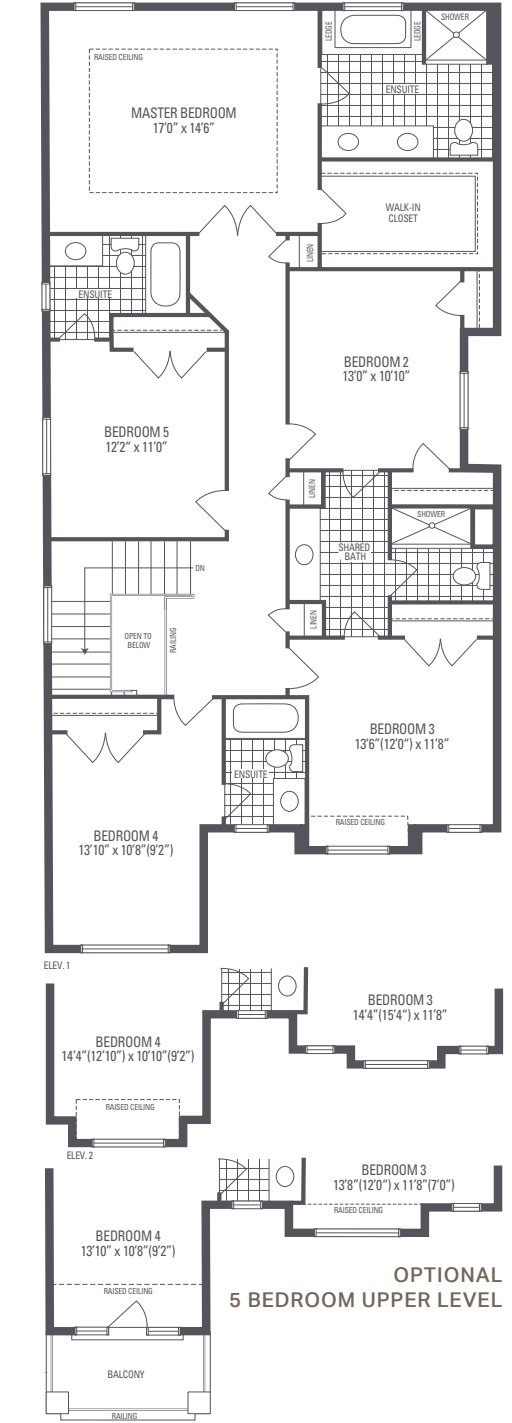 LEDGE
LEDGE
SHOWER
RAISED CEILING
ENSUITE
MASTER BEDROOM
17'0" x 14'6"
WALK-IN
CLOSET
LINEN
ENSUITE
BEDROOM 2
13'0" x 10'10"
BEDROOM 5
12'2" x 11'0"
LINEN
SHOWER
SHARED
BATH
DN
LINEN
OPEN TO
BELOW
RAILING
BEDROOM 3
13'6"(12'0") x 11'8"
ENSUITE
RAISED CEILING
BEDROOM 4
13'10" x 10'8"(9'2")
ELEV. 1
BEDROOM 3
14'4"(15'4") x 11'8"
BEDROOM 4
14'4"(12'10") x 10'10"(9'2")
RAISED CEILING
ELEV. 2
BEDROOM 3
13'8"(12'0") x 11'8"(7'0")
RAISED CEILING
BEDROOM 4
13'10" x 10'8"(9'2")
RAISED CEILING
OPTIONAL
5 BEDROOM UPPER LEVEL
BALCONY
RAILING